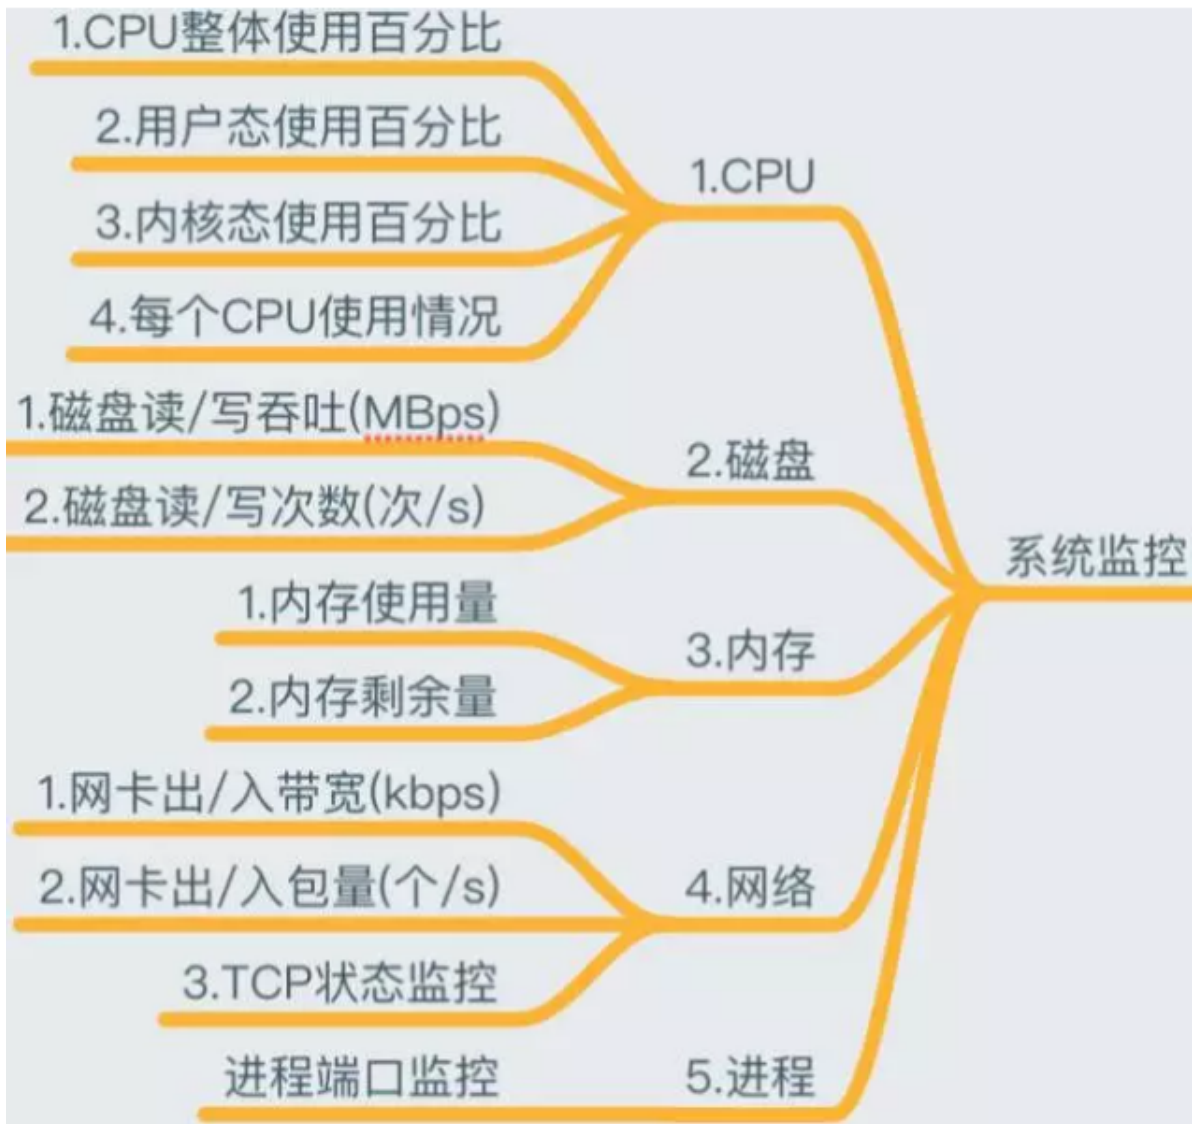 1.CPU整体使用百分比
2.用户态使用百分比
3.内核态使用百分比
4.每个CPU使用情况
1.CPU
1.磁盘读/写吞吐(MBps)
2.磁盘读/写次数(次/s)
2.磁盘
系统监控
1.内存使用量
2.内存剩余量
3.内存
1.网卡出/入带宽(kbps)
2.网卡出/入包量(个/s)
3.TCP状态监控
4.网络
进程端口监控
5.进程